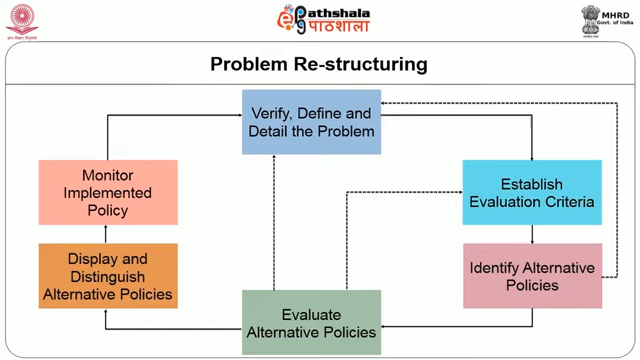 Pathshala
पाठशाला
MHRD
Govt. of India
Problem Re-structuring
Verify, Define and
Detail the Problem
Establish
Evaluation Criteria
Identify Alternative
Policies
Evaluate
Alternative Policies
Display and
Distinguish
Alternative Policies
Monitor
Implemented
Policy